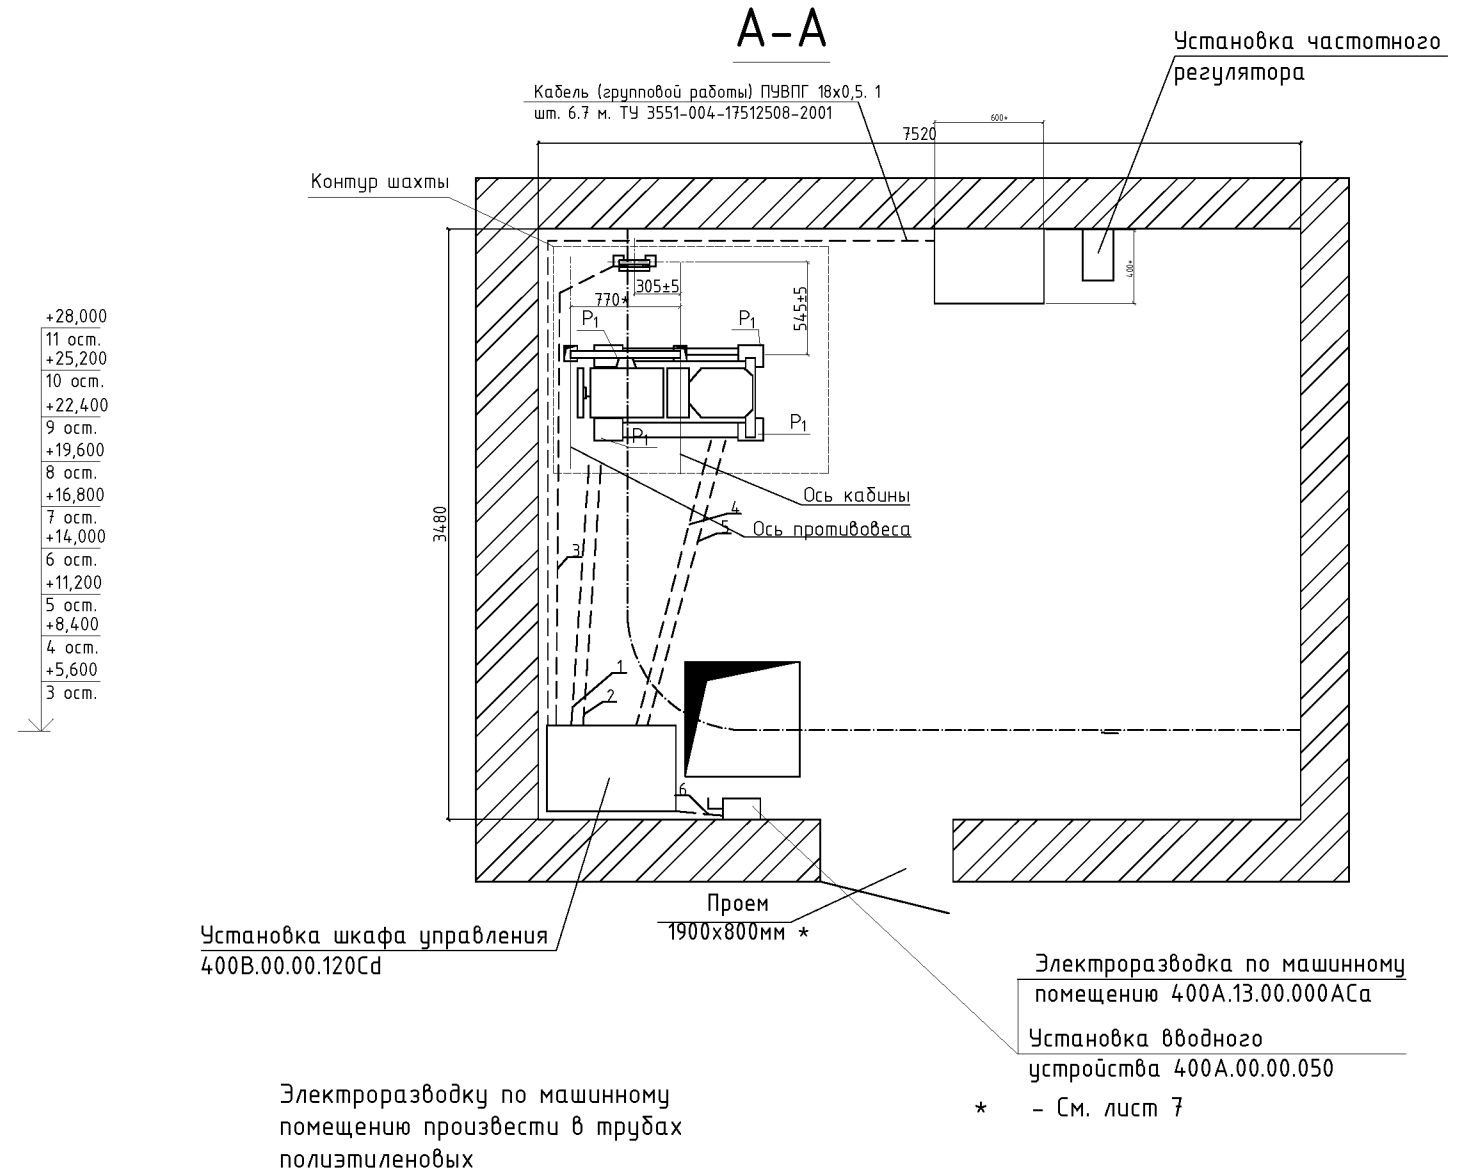 А-А
Установка частотного
регулятора
Кабель (групповой работы) ПУВПГ 18х0,5. 1
шт. 6.7 м. ТУ 3551-004-17512508-2001
600*
7520
Контур шахты
400*
305±5
770*
545±5
P1
P1
P1
P1
+28,000
11 ост.
+25,200
10 ост.
+22,400
9 ост.
+19,600
8 ост.
+16,800
7 ост.
+14,000
6 ост.
+11,200
5 ост.
+8,400
4 ост.
+5,600
3 ост.
3480
Ось кабины
4
Ось противовеса
5
3
1
2
6
Проем
1900х800мм *
Установка шкафа управления
400В.00.00.120Cd
Электроразводка по машинному
помещению 400А.13.00.000АСа
Установка вводного
устройства 400А.00.00.050
* - См. лист 7
Электроразводку по машинному
помещению произвести в трубах
полиэтиленовых